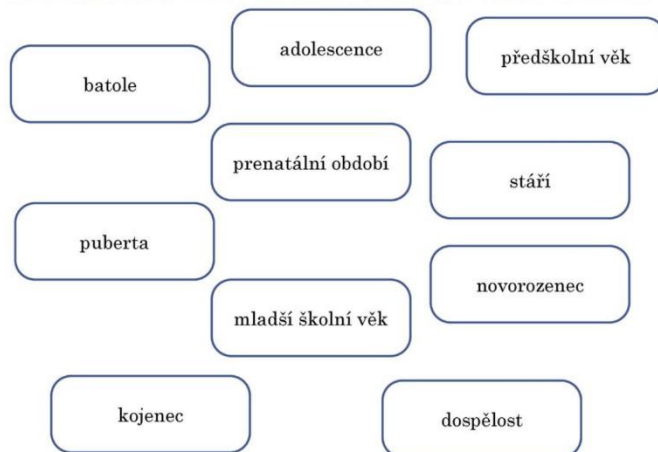 adolescence
předškolní věk
batole
prenatální období
stáří
puberta
novorozenec
mladší školní věk
kojenec
dospělost